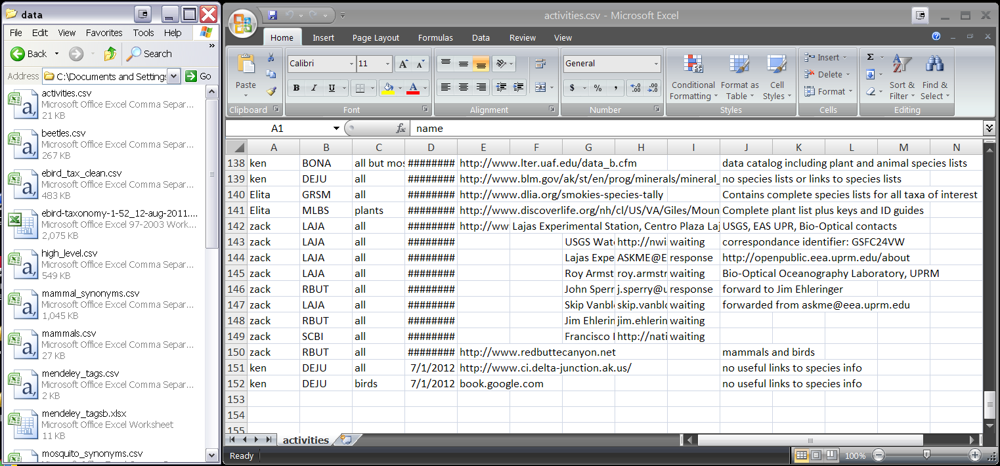 data
File Edit View Favorites Tools Help
Back Search
Address C:\Documents and Settings Go
activities.csv
Microsoft Office Excel Comma Separ...
21 KB
beetles.csv
Microsoft Office Excel Comma Separ...
267 KB
ebird_tax_clean.csv
Microsoft Office Excel Comma Separ...
483 KB
ebird-taxonomy-1-52_12-aug-2011....
Microsoft Office Excel 97-2003 Work...
2,075 KB
high_level.csv
Microsoft Office Excel Comma Separ...
549 KB
mammal_synonyms.csv
Microsoft Office Excel Comma Separ...
1,045 KB
mammals.csv
Microsoft Office Excel Comma Separ...
27 KB
mendeley_tags.csv
Microsoft Office Excel Comma Separ...
2 KB
mendeley_tagsb.xlsx
Microsoft Office Excel Worksheet
11 KB
mosquito_synonyms.csv
activities.csv - Microsoft Excel
Home Insert Page Layout Formulas Data Review View
Calibri 11 General Insert Σ
Paste Delete
Conditional Formatting Format as Table Cell Styles Format Sort & Filter Find & Select
B I U A $ % ,
Clipboard Font Alignment Number Styles Cells Editing
A1 fx name
A B C D E F G H I J K L M N
138 ken BONA all but mos ######## http://www.lter.uaf.edu/data_b.cfm data catalog including plant and animal species lists
139 ken DEJU all ######## http://www.blm.gov/ak/st/en/prog/minerals/mineral_ no species lists or links to species lists
140 Elita GRSM all ######## http://www.dlia.org/smokies-species-tally Contains complete species lists for all taxa of interest
141 Elita MLBS plants ######## http://www.discoverlife.org/nh/cl/US/VA/Giles/Moun Complete plant list plus keys and ID guides
142 zack LAJA all ######## http://ww Lajas Experimental Station, Centro Plaza Laj USGS, EAS UPR, Bio-Optical contacts
143 zack LAJA all ######## USGS Wat http://nwi waiting correspondance identifier: GSFC24VW
144 zack LAJA all ######## Lajas Expe ASKME@E response http://openpublic.eea.uprm.edu/about
145 zack LAJA all ######## Roy Armst roy.armstr waiting Bio-Optical Oceanography Laboratory, UPRM
146 zack RBUT all ######## John Sperr j.sperry@u response forward to Jim Ehleringer
147 zack LAJA all ######## Skip Vanbl skip.vanblo waiting forwarded from askme@eea.uprm.edu
148 zack RBUT all ######## Jim Ehlerin jim.ehlerin waiting
149 zack SCBI all ######## Francisco http://nati waiting
150 zack RBUT all ######## http://www.redbuttecanyon.net mammals and birds
151 ken DEJU all 7/1/2012 http://www.ci.delta-junction.ak.us/ no useful links to species info
152 ken DEJU birds 7/1/2012 book.google.com no useful links to species info
153
154
155
activities
Ready 100%